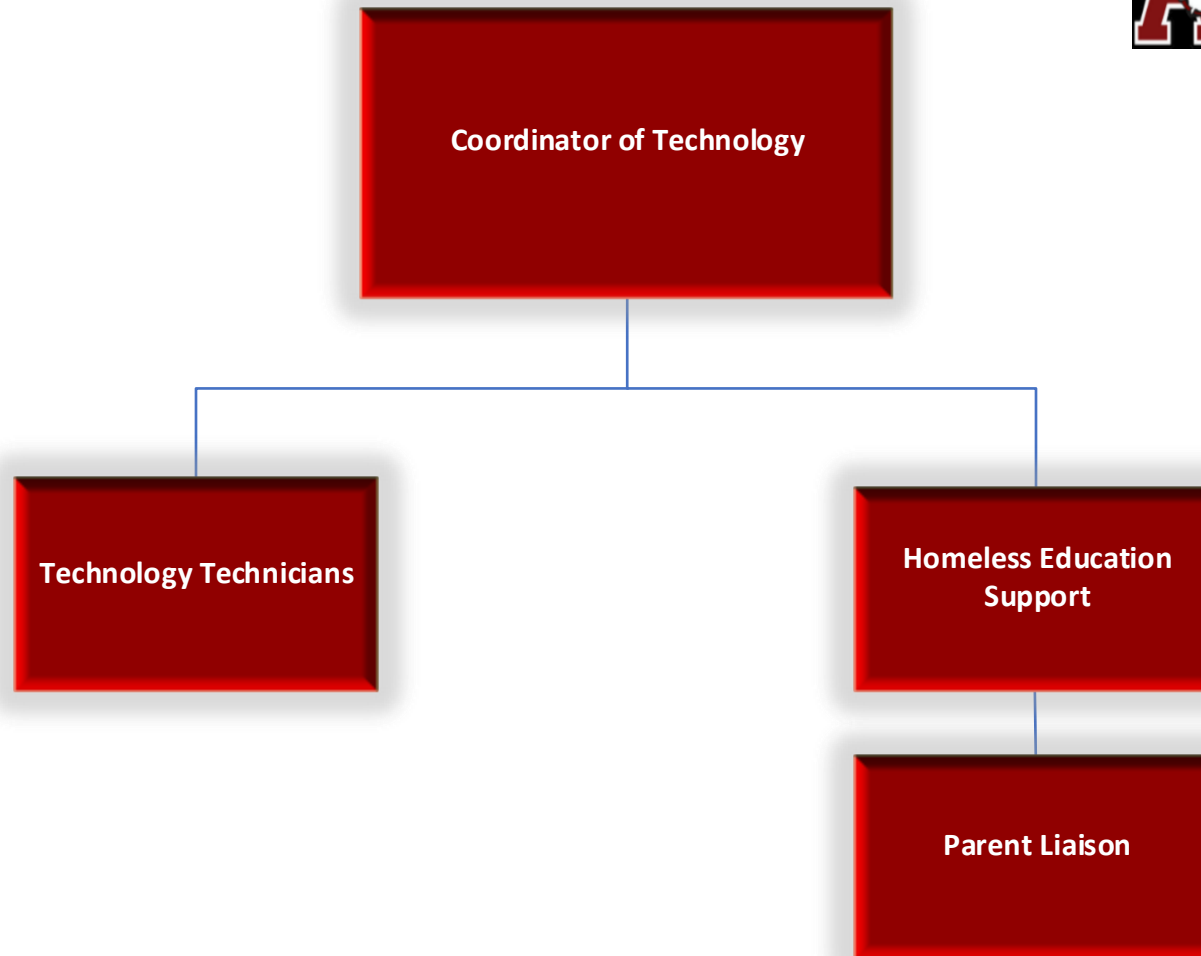 Coordinator of Technology
Technology Technicians
Homeless Education
Support
Parent Liaison